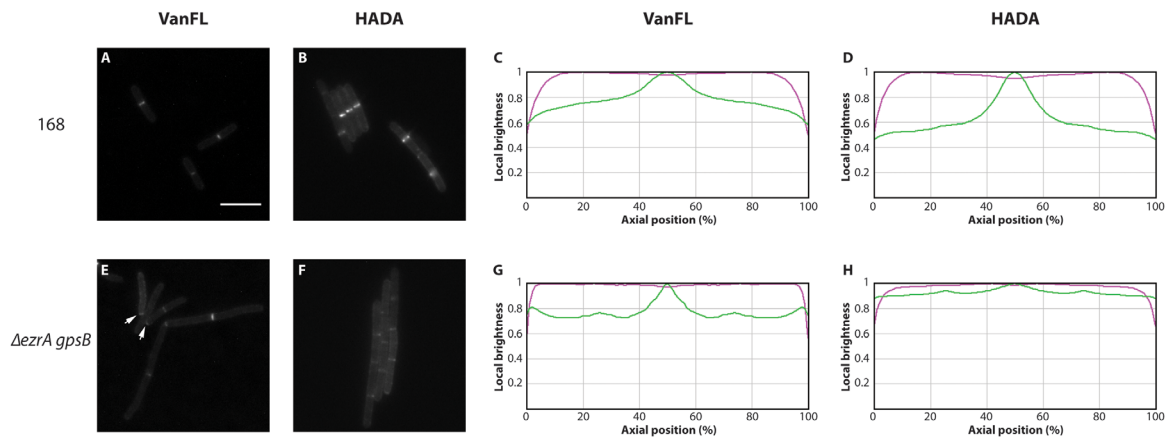 VanFL HADA VanFL HADA
168
A
B
C
Local brightness
1
0.8
0.6
0.4
0.2
0 20 40 60 80 100
Axial position (%)
D
Local brightness
1
0.8
0.6
0.4
0.2
0 20 40 60 80 100
Axial position (%)
ΔezrA gpsB
E
F
G
Local brightness
1
0.8
0.6
0.4
0.2
0 20 40 60 80 100
Axial position (%)
H
Local brightness
1
0.8
0.6
0.4
0.2
0 20 40 60 80 100
Axial position (%)